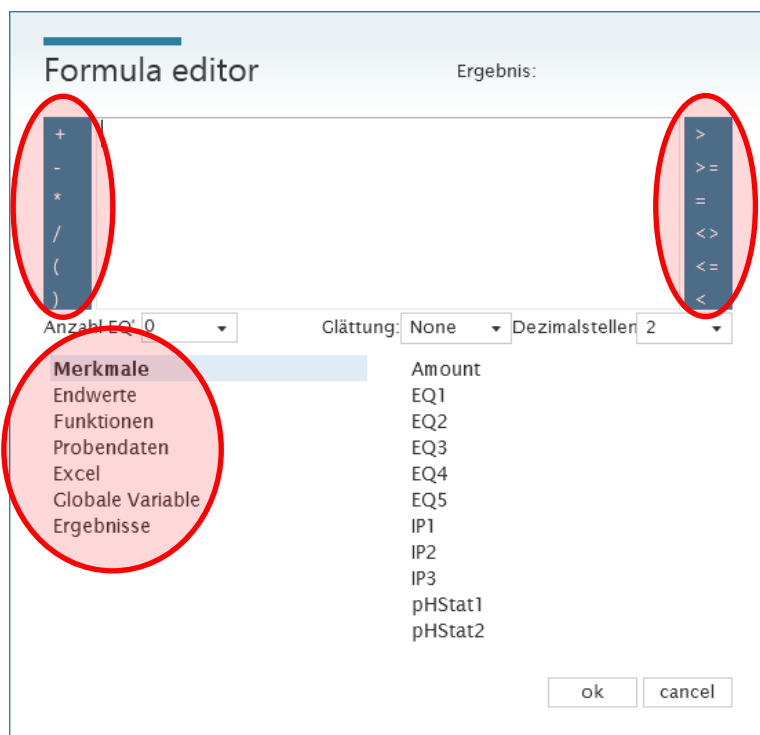 Formula editor
Ergebnis:
+
-
*
/
(
)
>
>=
=
<>
<=
<
Anzahl EQ' 0 Glättung: None Dezimalstellen 2
Merkmale
Endwerte
Funktionen
Probendaten
Excel
Globale Variable
Ergebnisse
Amount
EQ1
EQ2
EQ3
EQ4
EQ5
IP1
IP2
IP3
pHStat1
pHStat2
ok cancel